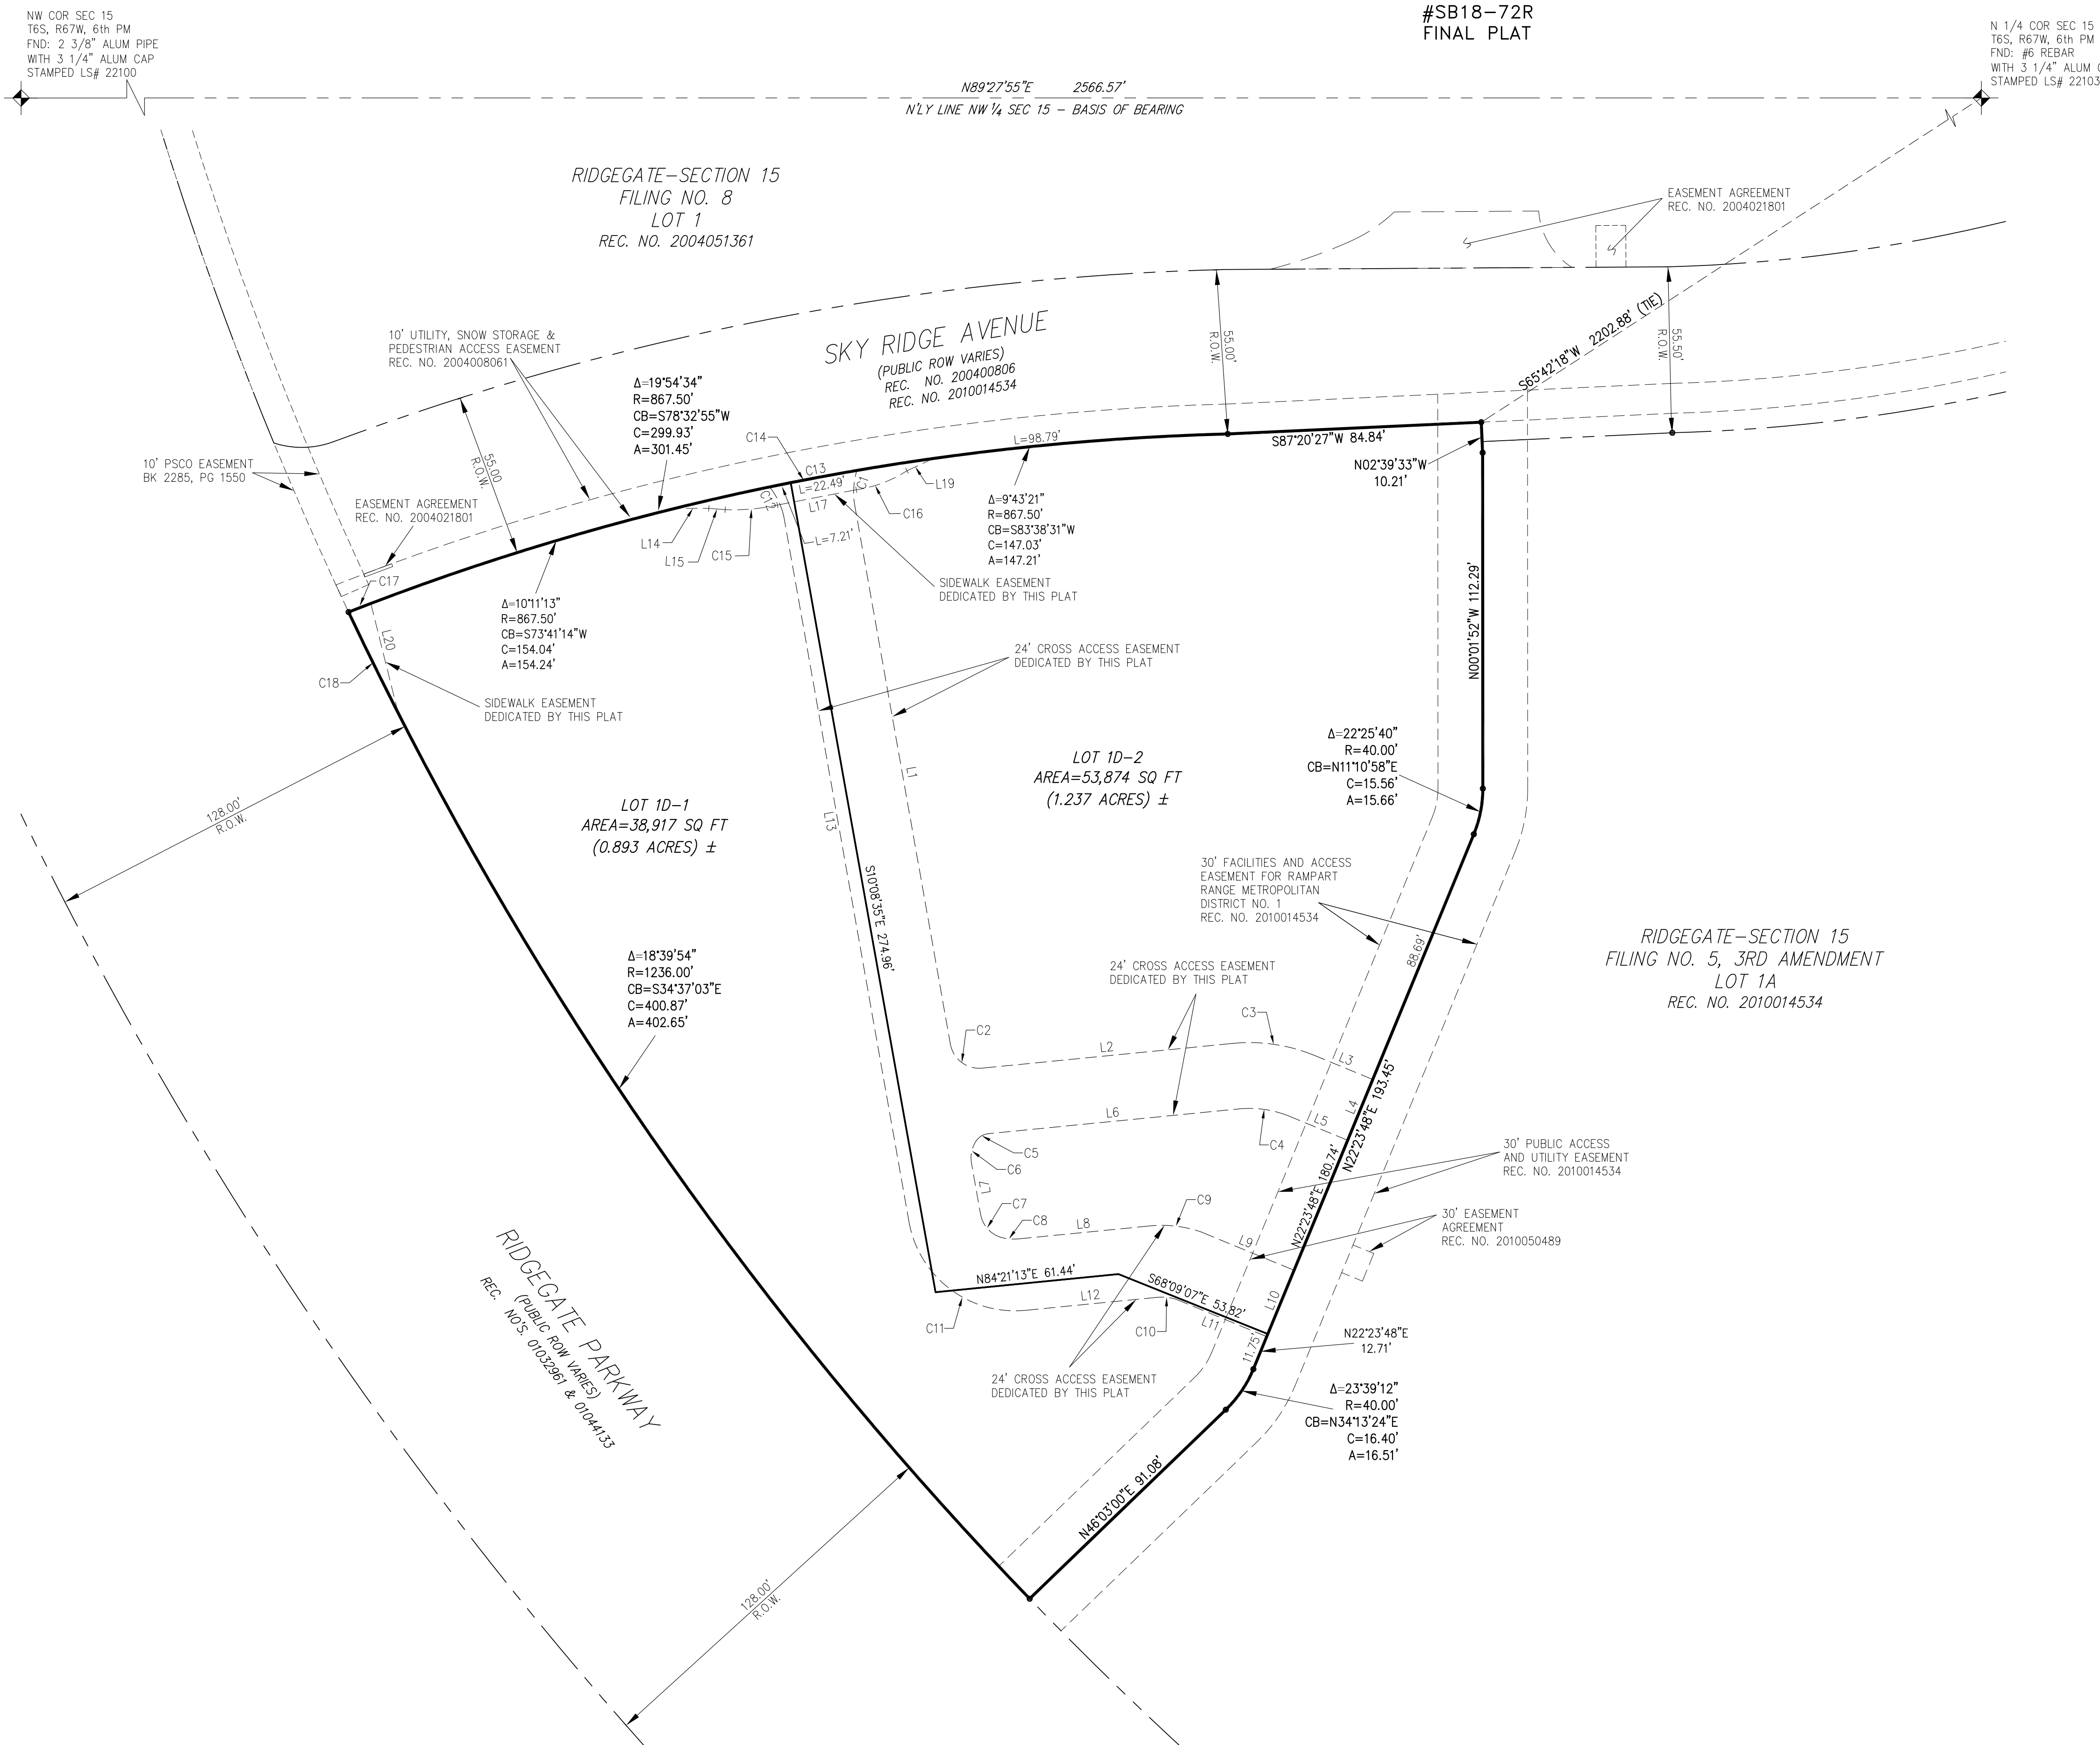 #SB18-72R
FINAL PLAT
NW COR SEC 15
T6S, R67W, 6th PM
FND: 2 3/8" ALUM PIPE
WITH 3 1/4" ALUM CAP
STAMPED LS# 22100
N 1/4 COR SEC 15
T6S, R67W, 6th PM
FND: #6 REBAR
WITH 3 1/4" ALUM
STAMPED LS# 22103
N89°27'55"E 2566.57'
N'LY LINE NW 1/4 SEC 15 - BASIS OF BEARING
RIDGEGATE-SECTION 15
FILING NO. 8
LOT 1
REC. NO. 2004051361
EASEMENT AGREEMENT
REC. NO. 2004021801
S65°42'18"W 2202.88' (TIE)
55.00'
R.O.W.
55.50'
R.O.W.
SKY RIDGE AVENUE
(PUBLIC ROW VARIES)
REC. NO. 200400806
REC. NO. 2010014534
10' UTILITY, SNOW STORAGE &
PEDESTRIAN ACCESS EASEMENT
REC. NO. 2004008061
Δ=19°54'34"
R=867.50'
CB=S78°32'55"W
C=299.93'
A=301.45'
C14
C13
L=98.79'
S87°20'27"W 84.84'
N02°39'33"W
10.21'
10' PSCO EASEMENT
BK 2285, PG 1550
55.00
R.O.W.
EASEMENT AGREEMENT
REC. NO. 2004021801
L=22.49'
C12
C1
L17
L19
C16
L14
L15
C15
L=7.21'
Δ=9°43'21"
R=867.50'
CB=S83°38'31"W
C=147.03'
A=147.21'
SIDEWALK EASEMENT
DEDICATED BY THIS PLAT
C17
L20
C18
Δ=10°11'13"
R=867.50'
CB=S73°41'14"W
C=154.04'
A=154.24'
SIDEWALK EASEMENT
DEDICATED BY THIS PLAT
24' CROSS ACCESS EASEMENT
DEDICATED BY THIS PLAT
N00°01'52"W 112.29'
Δ=22°25'40"
R=40.00'
CB=N11°10'58"E
C=15.56'
A=15.66'
LOT 1D-2
AREA=53,874 SQ FT
(1.237 ACRES) ±
L1
L13
LOT 1D-1
AREA=38,917 SQ FT
(0.893 ACRES) ±
128.00'
R.O.W.
S10°08'35"E 274.96'
30' FACILITIES AND ACCESS
EASEMENT FOR RAMPART
RANGE METROPOLITAN
DISTRICT NO. 1
REC. NO. 2010014534
88.69'
RIDGEGATE-SECTION 15
FILING NO. 5, 3RD AMENDMENT
LOT 1A
REC. NO. 2010014534
Δ=18°39'54"
R=1236.00'
CB=S34°37'03"E
C=400.87'
A=402.65'
24' CROSS ACCESS EASEMENT
DEDICATED BY THIS PLAT
C2
L2
C3
L3
L4
N22°23'48"E 193.45'
L6
L5
C4
C5
C6
L7
C7
C8
L8
C9
L9
N22°23'48"E 180.74'
30' PUBLIC ACCESS
AND UTILITY EASEMENT
REC. NO. 2010014534
30' EASEMENT
AGREEMENT
REC. NO. 2010050489
N84°21'13"E 61.44'
S68°09'07"E 53.82'
L10
L12
C11
C10
L11
11.75'
N22°23'48"E
12.71'
24' CROSS ACCESS EASEMENT
DEDICATED BY THIS PLAT
Δ=23°39'12"
R=40.00'
CB=N34°13'24"E
C=16.40'
A=16.51'
RIDGEGATE PARKWAY
(PUBLIC ROW VARIES)
REC. NO'S. 01032961 & 01044133
N46°03'00"E 91.08'
128.00'
R.O.W.